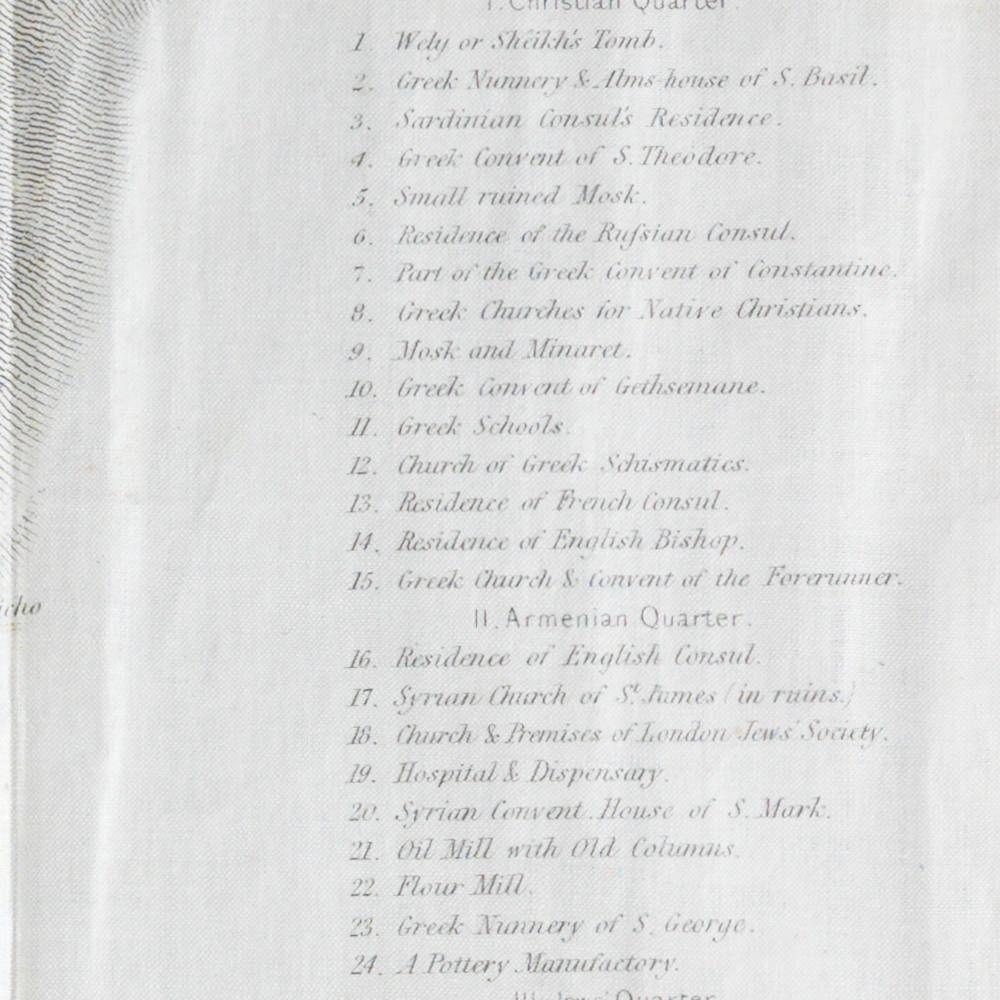 I. Christian Quarter.
1. Wely or Sheikh's Tomb.
2. Greek Nunnery & Alms-house of S. Basil.
3. Sardinian Consul's Residence.
4. Greek Convent of S. Theodore.
5. Small ruined Mosk.
6. Residence of the Ruſsian Consul.
7. Part of the Greek Convent of Constantine.
8. Greek Churches for Native Christians.
9. Mosk and Minaret.
10. Greek Convent of Gethsemane.
11. Greek Schools.
12. Church of Greek Schismatics.
13. Residence of French Consul.
14. Residence of English Bishop.
15. Greek Church & Convent of the Forerunner.
icho
II. Armenian Quarter.
16. Residence of English Consul.
17. Syrian Church of St. James (in ruins.)
18. Church & Premises of London Jews' Society.
19. Hospital & Dispensary.
20. Syrian Convent. House of S. Mark.
21. Oil Mill with Old Columns.
22. Flour Mill.
23. Greek Nunnery of S. George.
24. A Pottery Manufactory.
III. Jews' Quarter